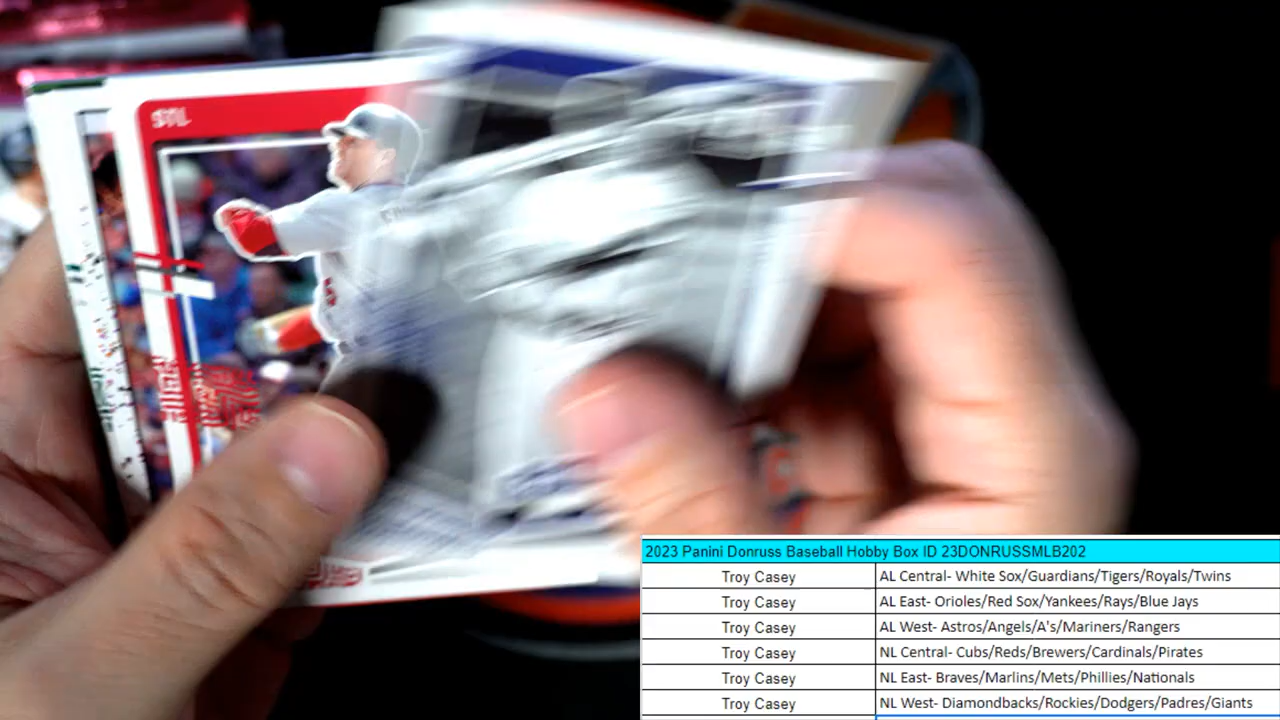 STL
2023 Panini Donruss Baseball Hobby Box ID 23DONRUSSMLB202
Troy Casey AL Central- White Sox/Guardians/Tigers/Royals/Twins
Troy Casey AL East- Orioles/Red Sox/Yankees/Rays/Blue Jays
Troy Casey AL West- Astros/Angels/A's/Mariners/Rangers
Troy Casey NL Central- Cubs/Reds/Brewers/Cardinals/Pirates
Troy Casey NL East- Braves/Marlins/Mets/Phillies/Nationals
Troy Casey NL West- Diamondbacks/Rockies/Dodgers/Padres/Giants